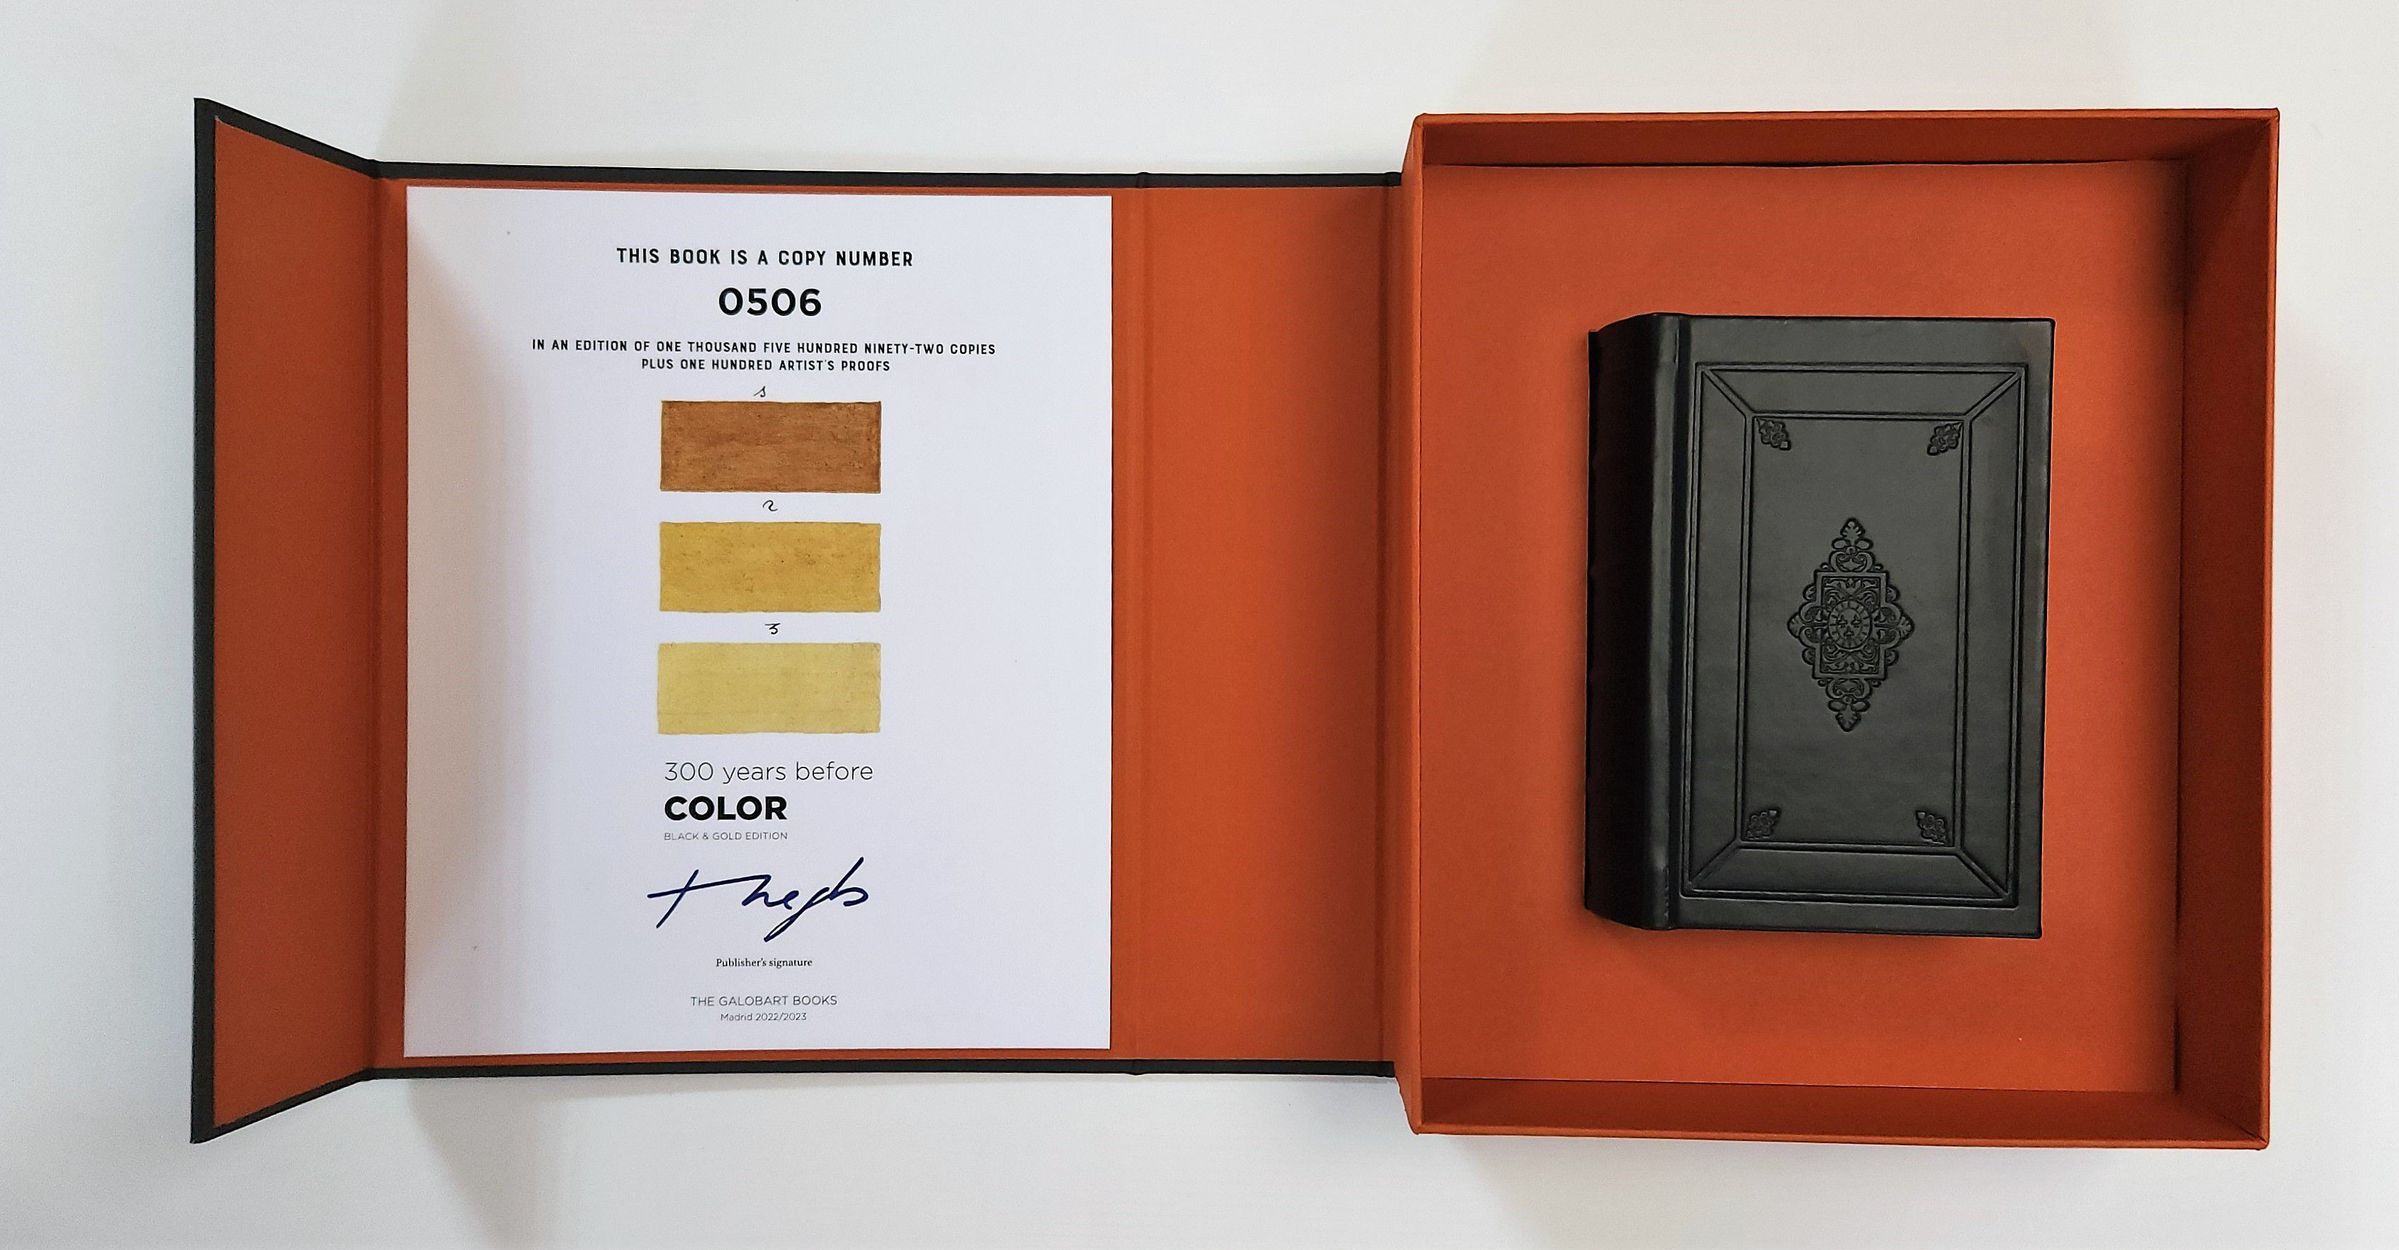 THIS BOOK IS A COPY NUMBER
0506
IN AN EDITION OF ONE THOUSAND FIVE HUNDRED NINETY-TWO COPIES
PLUS ONE HUNDRED ARTIST'S PROOFS
1
2
3
300 years before
COLOR
BLACK & GOLD EDITION
Publisher's signature
THE GALOBART BOOKS
Madrid 2022/2023